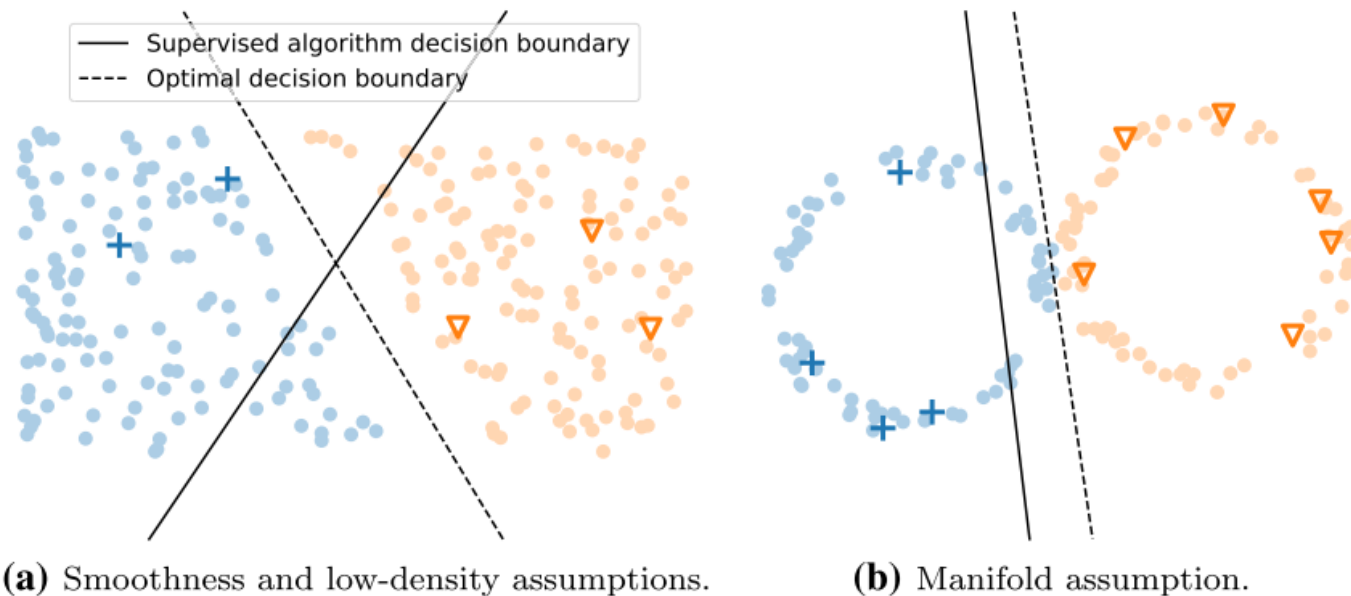 Supervised algorithm decision boundary
Optimal decision boundary
(a) Smoothness and low-density assumptions.
(b) Manifold assumption.